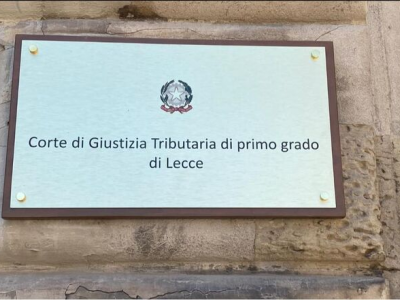 Corte di Giustizia Tributaria di primo grado
di Lecce